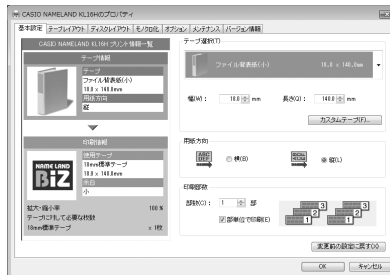 CASIO NAMELAND KL16Hのプロパティ
基本設定 テープレイアウト ディスクレイアウト モノクロ化 オプション メンテナンス バージョン情報
CASIO NAMELAND KL16H プリント情報一覧
テープ情報
テープ
ファイル背表紙(小)
18.0 x 140.0mm
用紙方向
縦
印刷情報
使用テープ
18mm標準テープ
18.0 x 140.0mm
余白
小
NAME LAND
BiZ
拡大・縮小率 100 %
テープに対して必要な枚数
18mm標準テープ x 1枚
テープ選択(T)
ファイル背表紙(小) 18.0 x 140.0mm
幅(W): 18.0 mm 長さ(Q): 140.0 mm
カスタムテープ(F)...
用紙方向
ABC
DEF
横(B)
縦(L)
印刷部数
部数(O): 1 部
部単位で印刷(E)
1 2 3
1 2 3
変更前の設定に戻す(X)
OK キャンセル